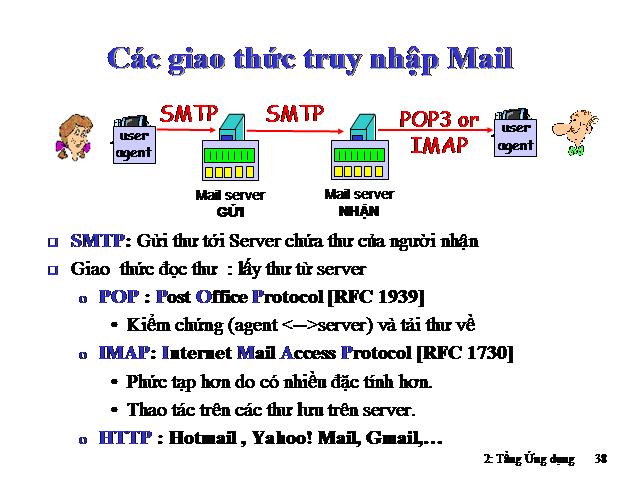 Các giao thức truy nhập Mail
SMTP
SMTP
POP3 or
IMAP
user
agent
user
agent
Mail server
GỬI
Mail server
NHẬN
SMTP: Gửi thư tới Server chứa thư của người nhận
Giao thức đọc thư : lấy thư từ server
POP : Post Office Protocol [RFC 1939]
• Kiểm chứng (agent <-->server) và tải thư về
IMAP: Internet Mail Access Protocol [RFC 1730]
• Phức tạp hơn do có nhiều đặc tính hơn.
• Thao tác trên các thư lưu trên server.
HTTP : Hotmail , Yahoo! Mail, Gmail,…
2: Tầng Ứng dụng 38